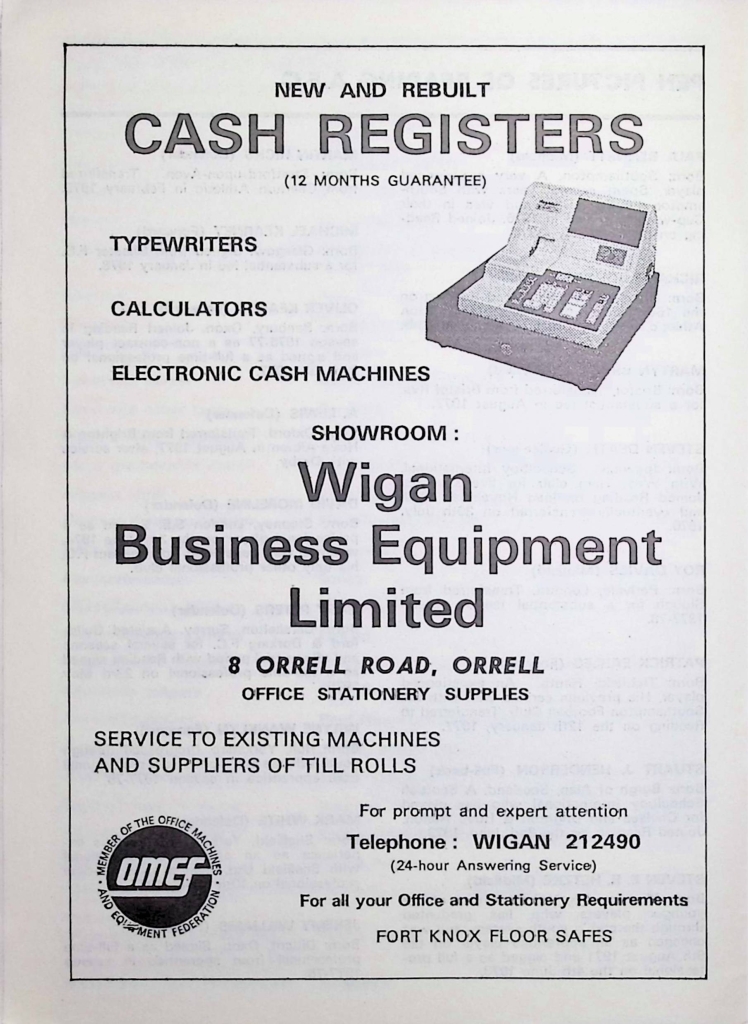 NEW AND REBUILT
CASH REGISTERS
(12 MONTHS GUARANTEE)
TYPEWRITERS
CALCULATORS
ELECTRONIC CASH MACHINES
SHOWROOM :
Wigan
Business Equipment
Limited
8 ORRELL ROAD, ORRELL
OFFICE STATIONERY SUPPLIES
SERVICE TO EXISTING MACHINES
AND SUPPLIERS OF TILL ROLLS
For prompt and expert attention
Telephone : WIGAN 212490
(24-hour Answering Service)
For all your Office and Stationery Requirements
FORT KNOX FLOOR SAFES
· MEMBER OF THE OFFICE MACHINES ·
OMEF
AND EQUIPMENT FEDERATION